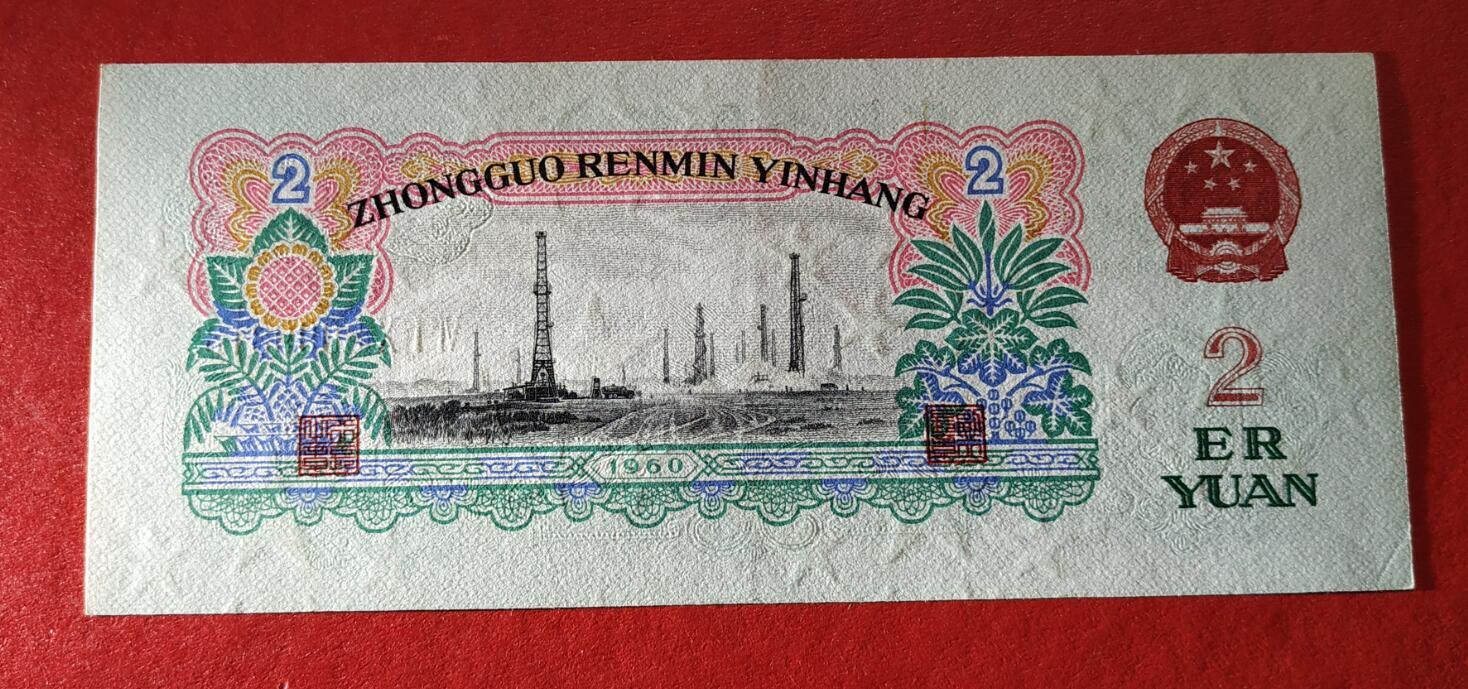 2
2
ZHONGGUO RENMIN YINHANG
1960
2
ER
YUAN